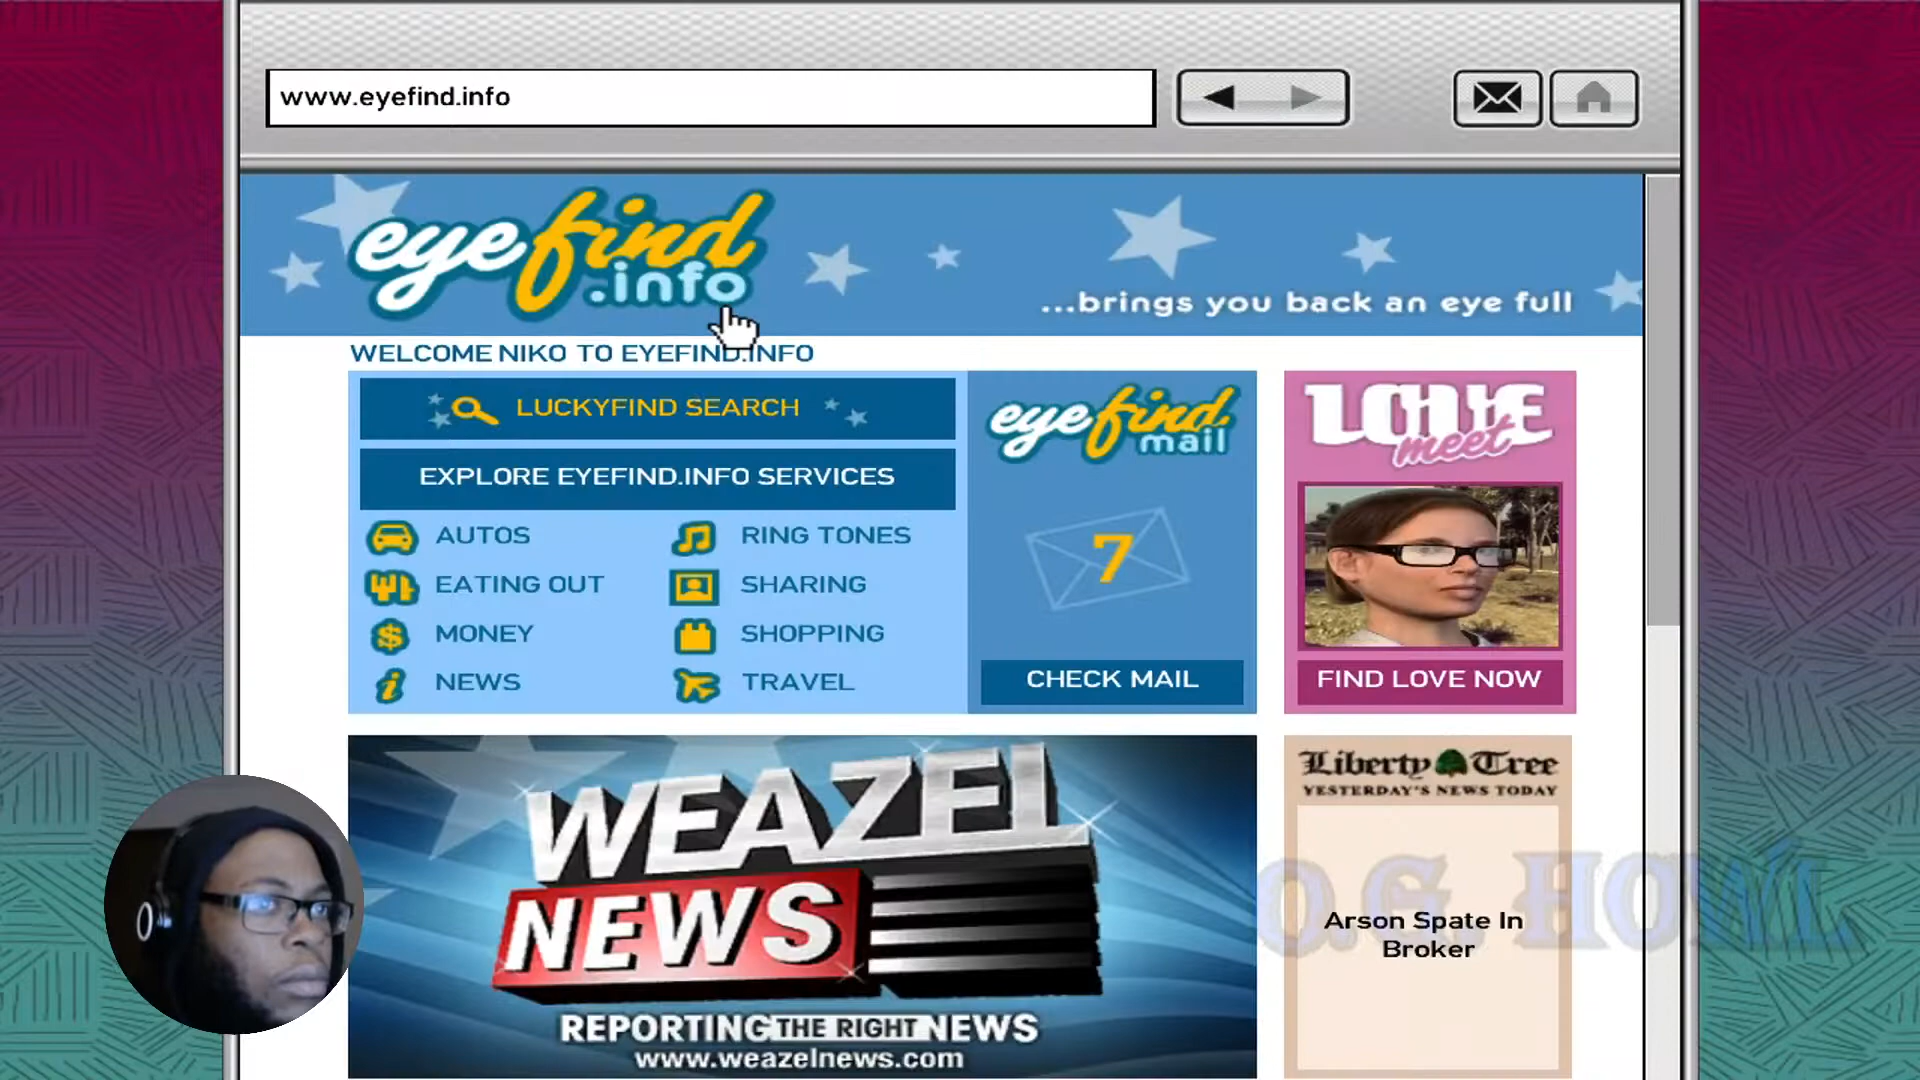 www.eyefind.info
eyefind
.info
...brings you back an eye full
WELCOME NIKO TO EYEFIND.INFO
LUCKYFIND SEARCH
EXPLORE EYEFIND.INFO SERVICES
AUTOS
RING TONES
EATING OUT
SHARING
MONEY
SHOPPING
NEWS
TRAVEL
eyefind
mail
7
CHECK MAIL
LOVE
meet
FIND LOVE NOW
WEAZEL
NEWS
REPORTING THE RIGHT NEWS
www.weazelnews.com
Liberty Tree
YESTERDAY'S NEWS TODAY
Arson Spate In
Broker
O.G. HOWL